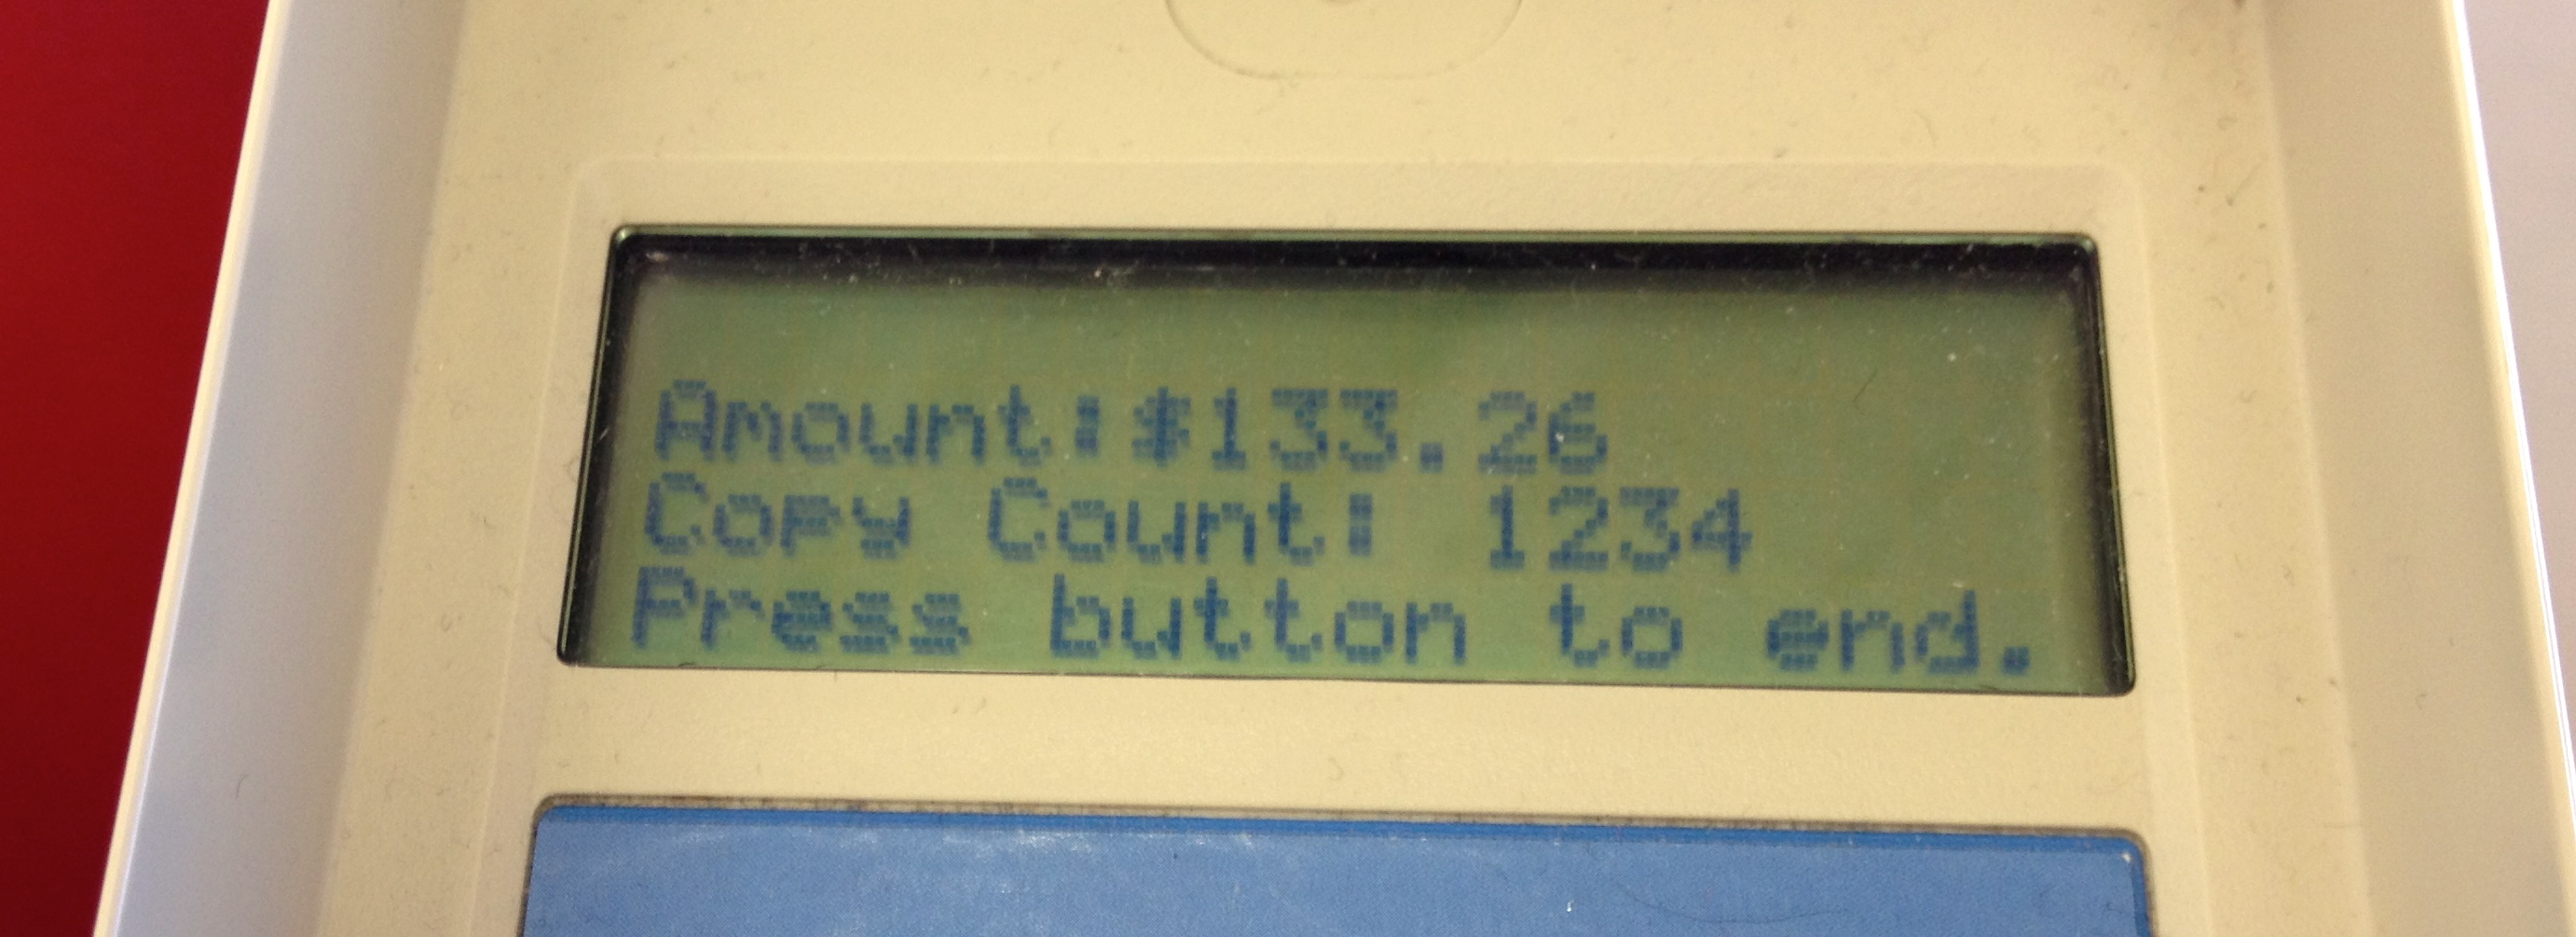 Amount:$133.26
Copy Count: 1234
Press button to end.